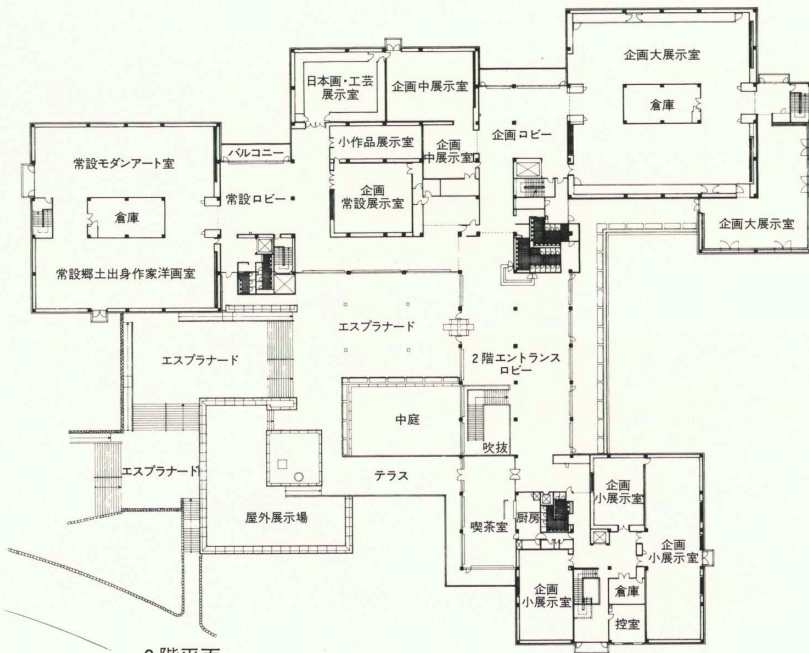 企画大展示室
倉庫
日本画・工芸
展示室
企画中展示室
企画ロビー
小作品展示室
企画
中展示室
バルコニー
常設モダンアート室
常設ロビー
企画
常設展示室
倉庫
企画大展示室
常設郷土出身作家洋画室
エスプラナード
エスプラナード
2階エントランス
ロビー
中庭
吹抜
エスプラナード
テラス
屋外展示場
喫茶室
厨房
企画
小展示室
企画
小展示室
企画
小展示室
倉庫
控室
2階平面